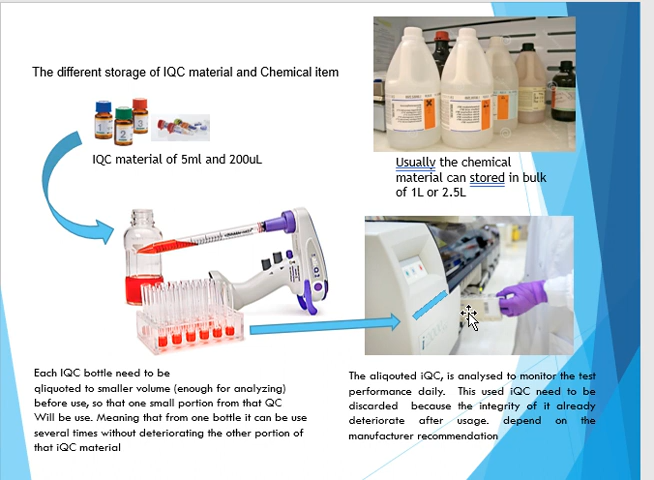 The different storage of IQC material and Chemical item
1
2
3
IQC material of 5ml and 200uL
Usually the chemical
material can stored in bulk
of 1L or 2.5L
Each IQC bottle need to be
qliquoted to smaller volume (enough for analyzing)
before use, so that one small portion from that QC
Will be use. Meaning that from one bottle it can be use
several times without deteriorating the other portion of
that iQC material
The aliqouted iQC, is analysed to monitor the test
performance daily. This used iQC need to be
discarded because the integrity of it already
deteriorate after usage. depend on the
manufacturer recommendation